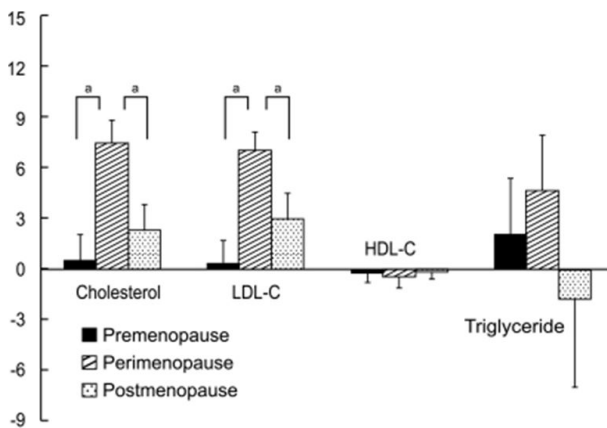 15
12
9
6
3
0
-3
-6
-9
a a a a
HDL-C
Cholesterol LDL-C
Triglyceride
Premenopause
Perimenopause
Postmenopause